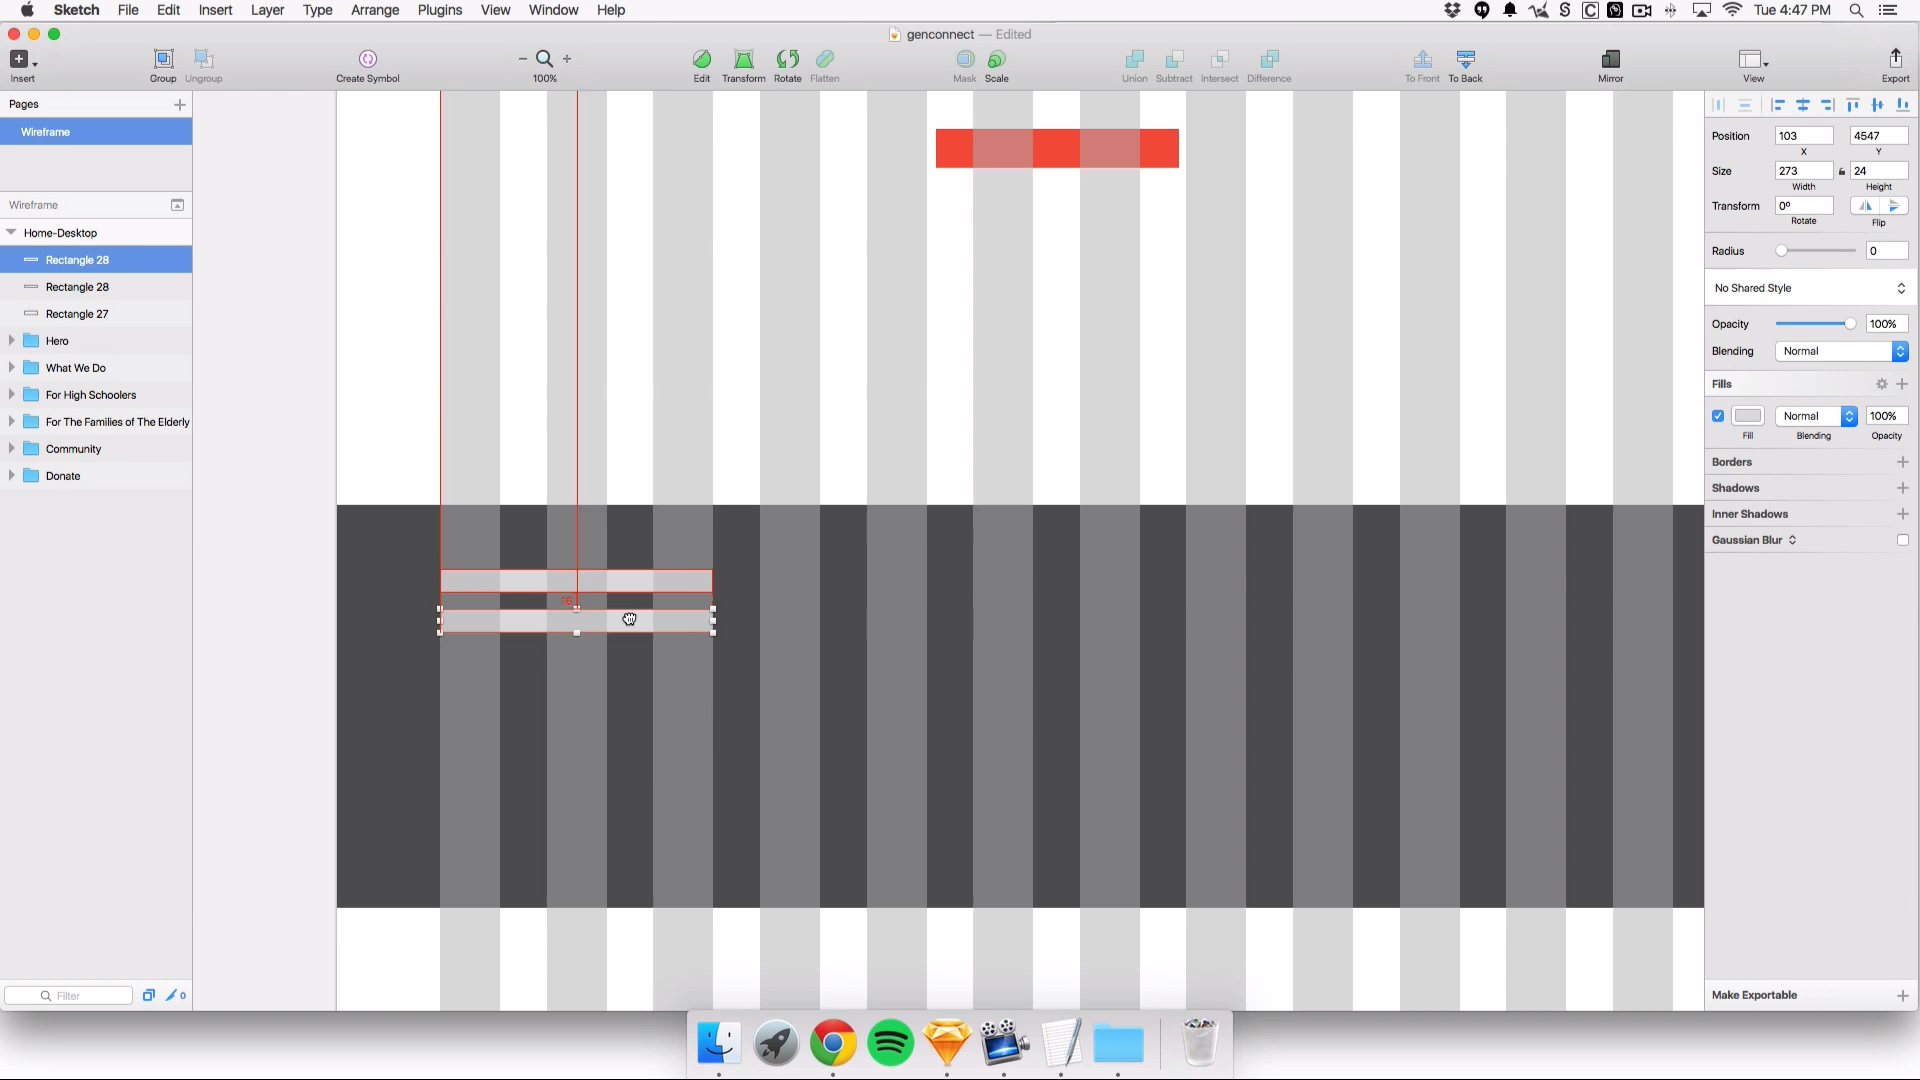 Sketch File Edit Insert Layer Type Arrange Plugins View Window Help Tue 4:47 PM
genconnect — Edited
Insert Group Ungroup Create Symbol 100% Edit Transform Rotate Flatten Mask Scale Union Subtract Intersect Difference To Front To Back Mirror View Export
Pages
Wireframe
Wireframe
Home-Desktop
Rectangle 28
Rectangle 28
Rectangle 27
Hero
What We Do
For High Schoolers
For The Families of The Elderly
Community
Donate
Filter
0
16
Position 103 4547
X Y
Size 273 24
Width Height
Transform 0º
Rotate Flip
Radius 0
No Shared Style
Opacity 100%
Blending Normal
Fills
Normal 100%
Fill Blending Opacity
Borders
Shadows
Inner Shadows
Gaussian Blur
Make Exportable